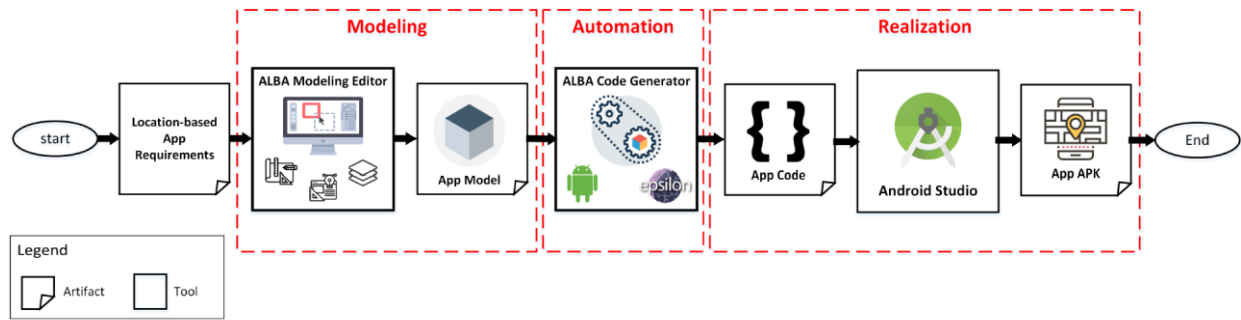 Modeling
Automation
Realization
start
Location-based
App
Requirements
ALBA Modeling Editor
App Model
ALBA Code Generator
epsilon
{ }
App Code
Android Studio
App APK
End
Legend
Artifact
Tool